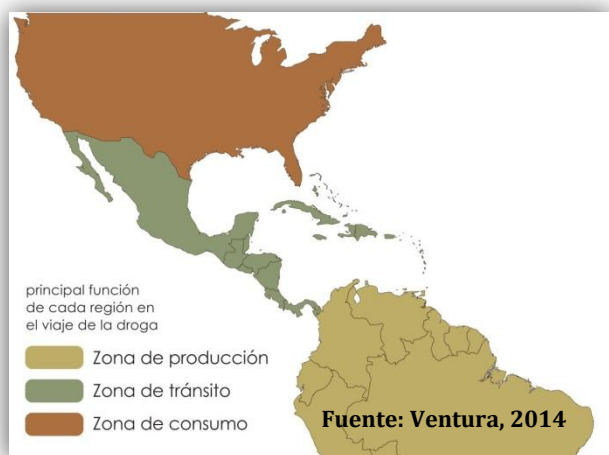 principal función
de cada región en
el viaje de la droga
Zona de producción
Zona de tránsito
Zona de consumo
Fuente: Ventura, 2014